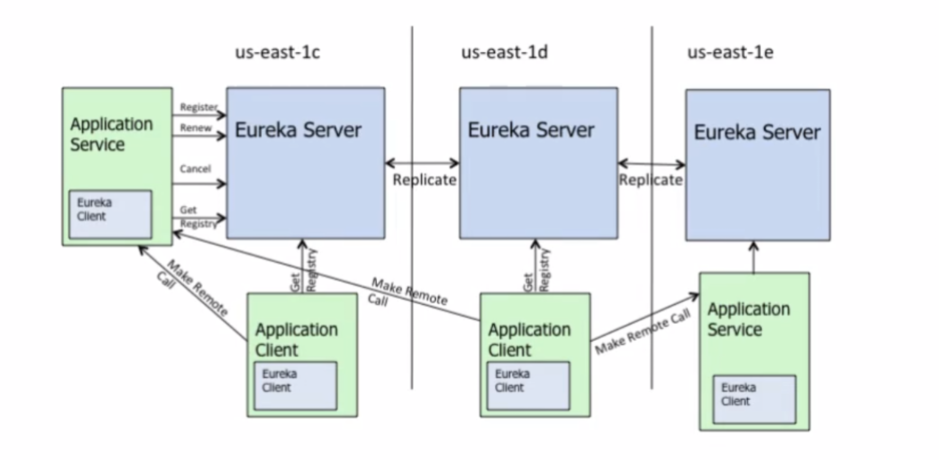 us-east-1c
us-east-1d
us-east-1e
Application
Service
Eureka
Client
Register
Renew
Cancel
Get
Registry
Eureka Server
Replicate
Eureka Server
Replicate
Eureka Server
Make Remote
Call
Get
Registry
Make Remote
Call
Get
Registry
Make Remote Call
Application
Client
Eureka
Client
Application
Client
Eureka
Client
Application
Service
Eureka
Client